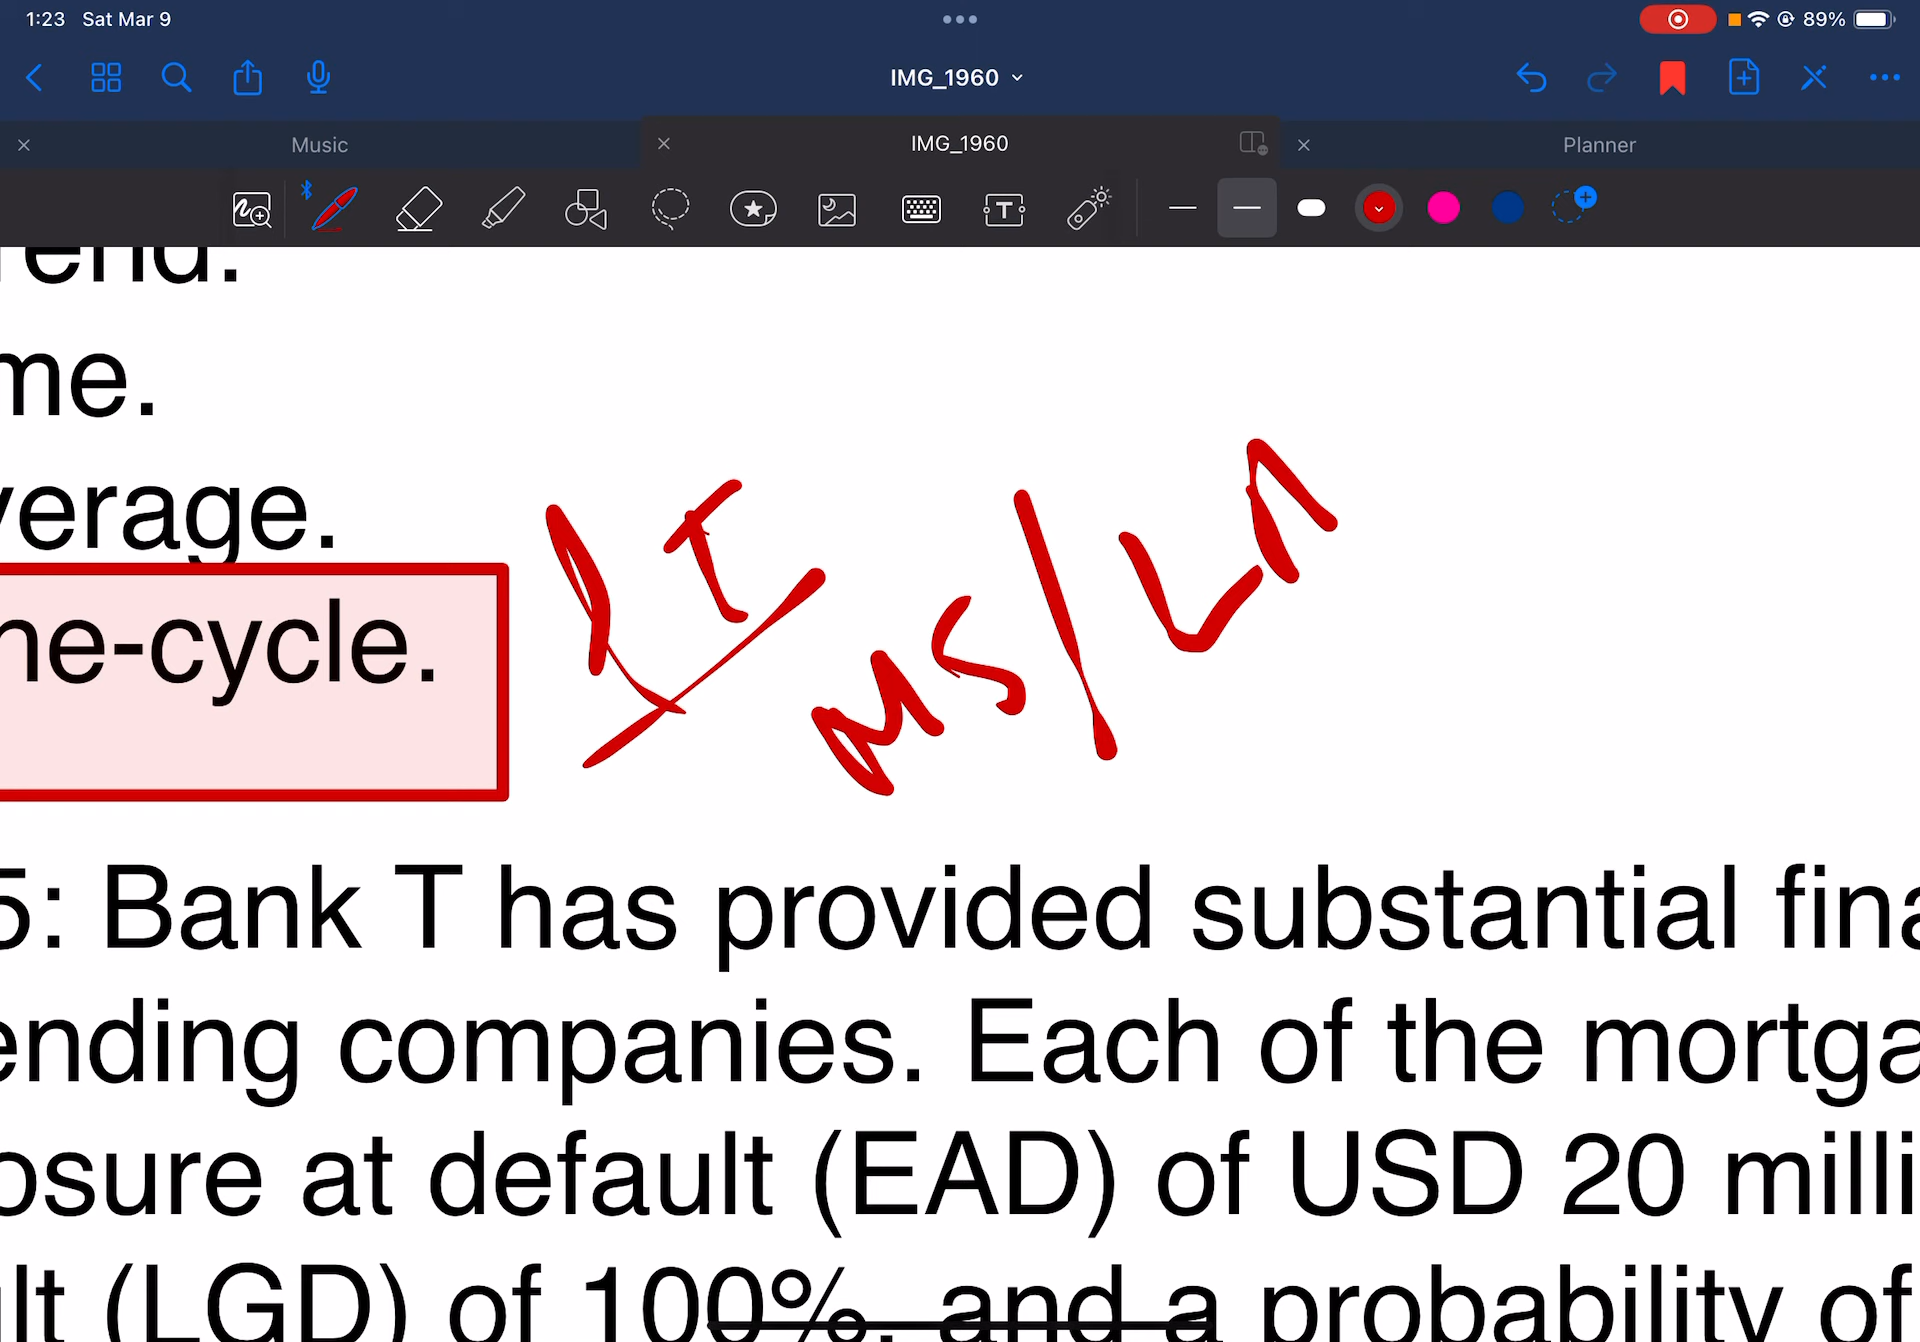 1:23 Sat Mar 9 89%
IMG_1960
Music IMG_1960 Planner
me.
verage.
ne-cycle.
MS/
5: Bank T has provided substantial fina
ending companies. Each of the mortga
osure at default (EAD) of USD 20 milli
lt (LGD) of 100%, and a probability of